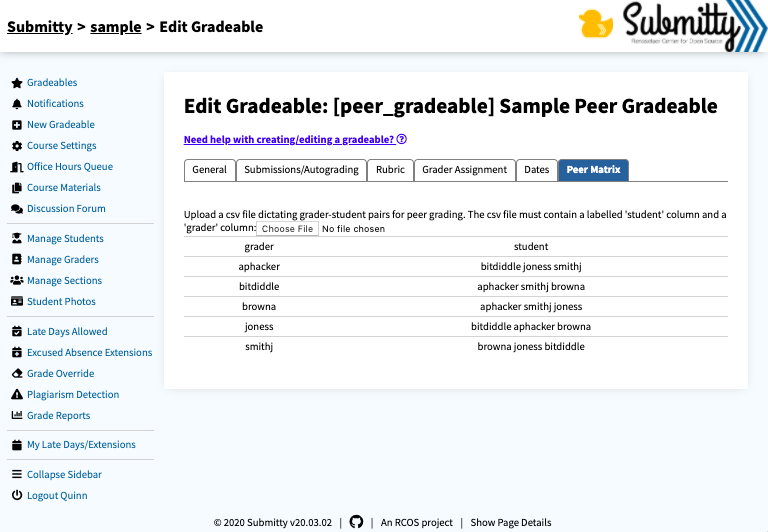 Submitty > sample > Edit Gradeable
Submitty
Rensselaer Center for Open Source
Gradeables
Notifications
New Gradeable
Course Settings
Office Hours Queue
Course Materials
Discussion Forum
Manage Students
Manage Graders
Manage Sections
Student Photos
Late Days Allowed
Excused Absence Extensions
Grade Override
Plagiarism Detection
Grade Reports
My Late Days/Extensions
Collapse Sidebar
Logout Quinn
Edit Gradeable: [peer_gradeable] Sample Peer Gradeable
Need help with creating/editing a gradeable?
General Submissions/Autograding Rubric Grader Assignment Dates Peer Matrix
Upload a csv file dictating grader-student pairs for peer grading. The csv file must contain a labelled 'student' column and a
'grader' column: Choose File No file chosen
grader student
aphacker bitdiddle joness smithj
bitdiddle aphacker smithj browna
browna aphacker smithj joness
joness bitdiddle aphacker browna
smithj browna joness bitdiddle
© 2020 Submitty v20.03.02 | | An RCOS project | Show Page Details